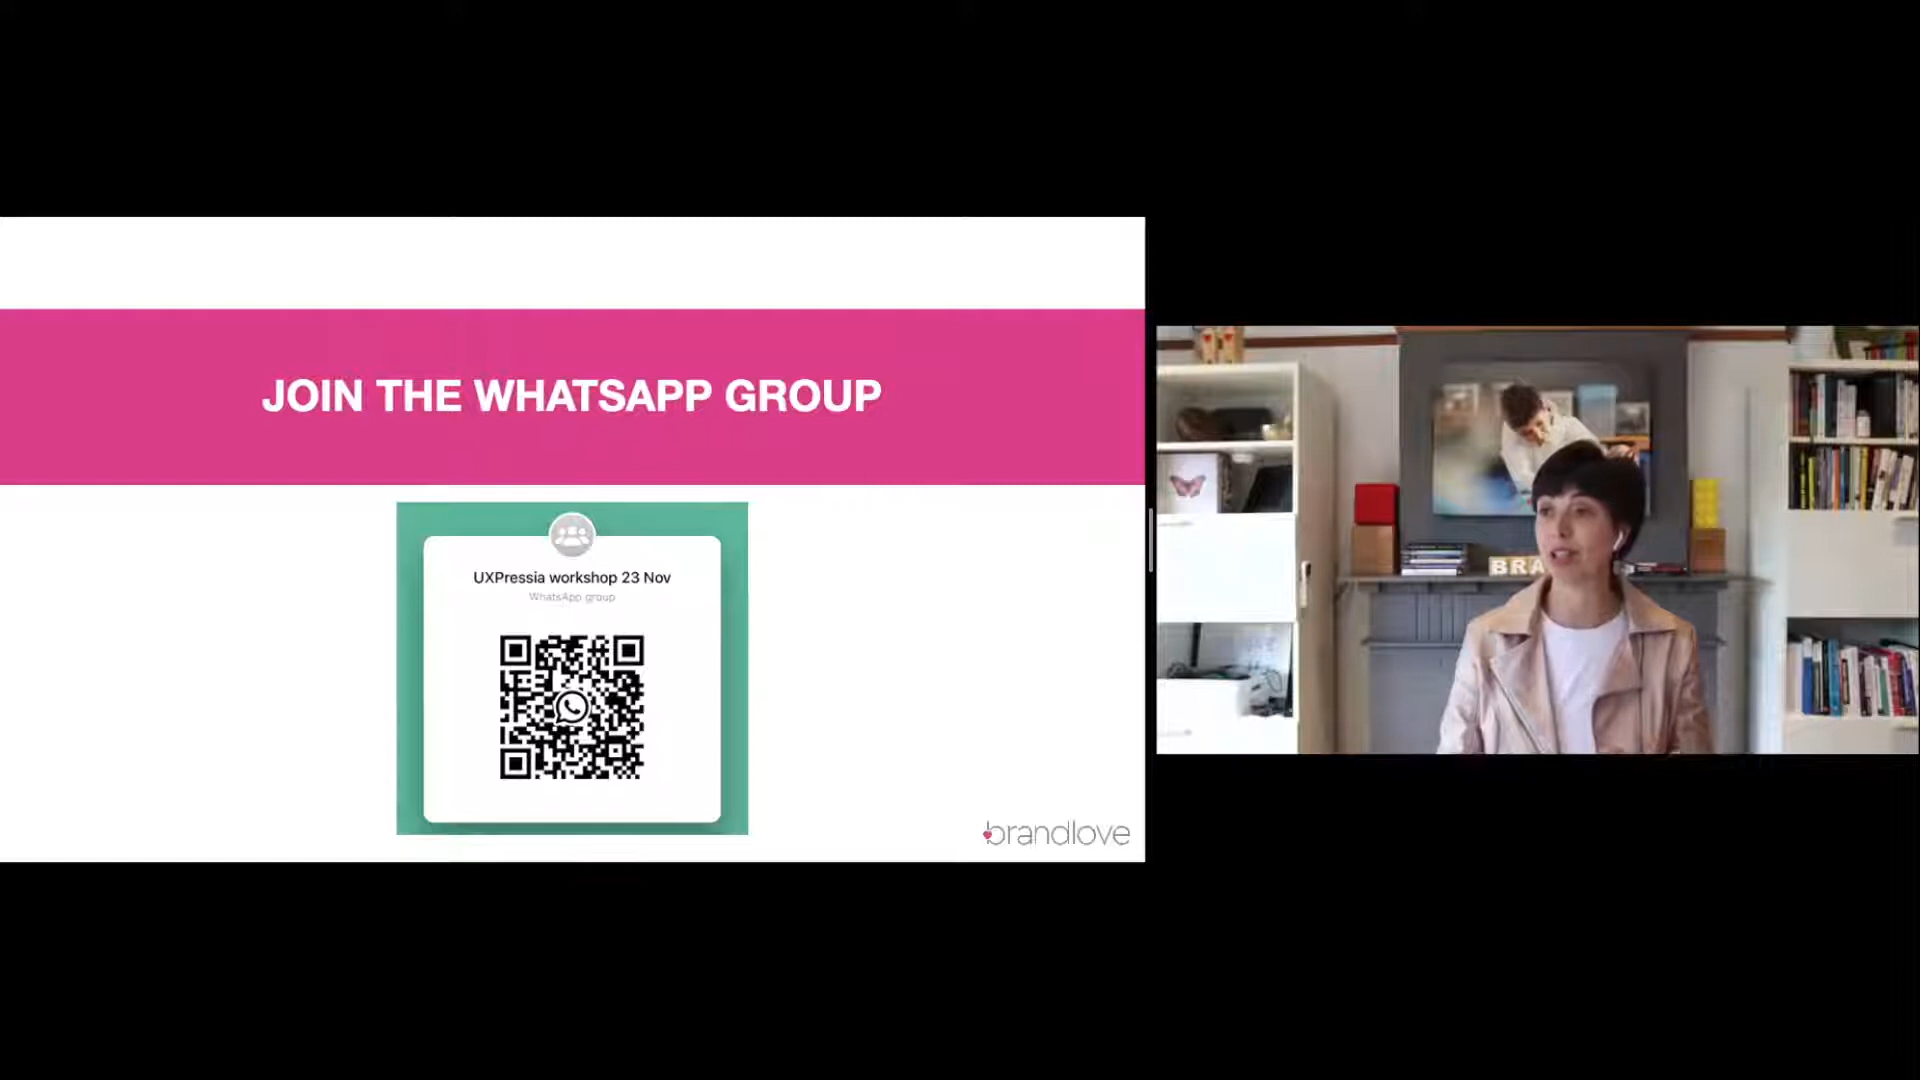 JOIN THE WHATSAPP GROUP
UXPressia workshop 23 Nov
WhatsApp group
brandlove
BRA